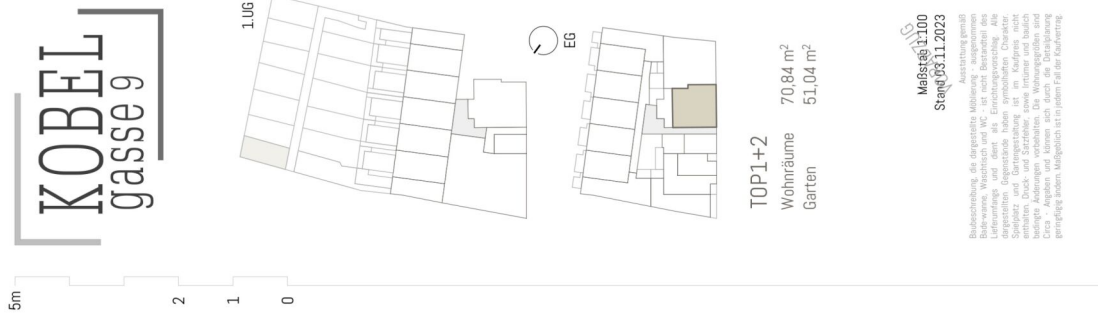 KOBEL
gasse 9
1.UG
EG
TOP1+2
Wohnräume 70,84 m²
Garten 51,04 m²
Maßstab 1:100
Stand 03.11.2023
Ausstattung gemäß
Baubeschreibung, die dargestellte Möblierung - ausgenommen
Bade-wanne, Waschtisch und WC - ist nicht Bestandteil des
Lieferumfangs und dient als Einrichtungsvorschlag. Alle
dargestellten Gegenstände haben symbolhaften Charakter.
Spielplatz und Gartengestaltung ist im Kaufpreis nicht
enthalten. Druck- und Satzfehler, sowie Irrtümer und baulich
bedingte Änderungen vorbehalten. Die Wohnungsgrößen sind
Circa - Angaben und können sich durch die Detailplanung
geringfügig ändern. Maßgeblich ist in jedem Fall der Kaufvertrag.
5m
2
1
0